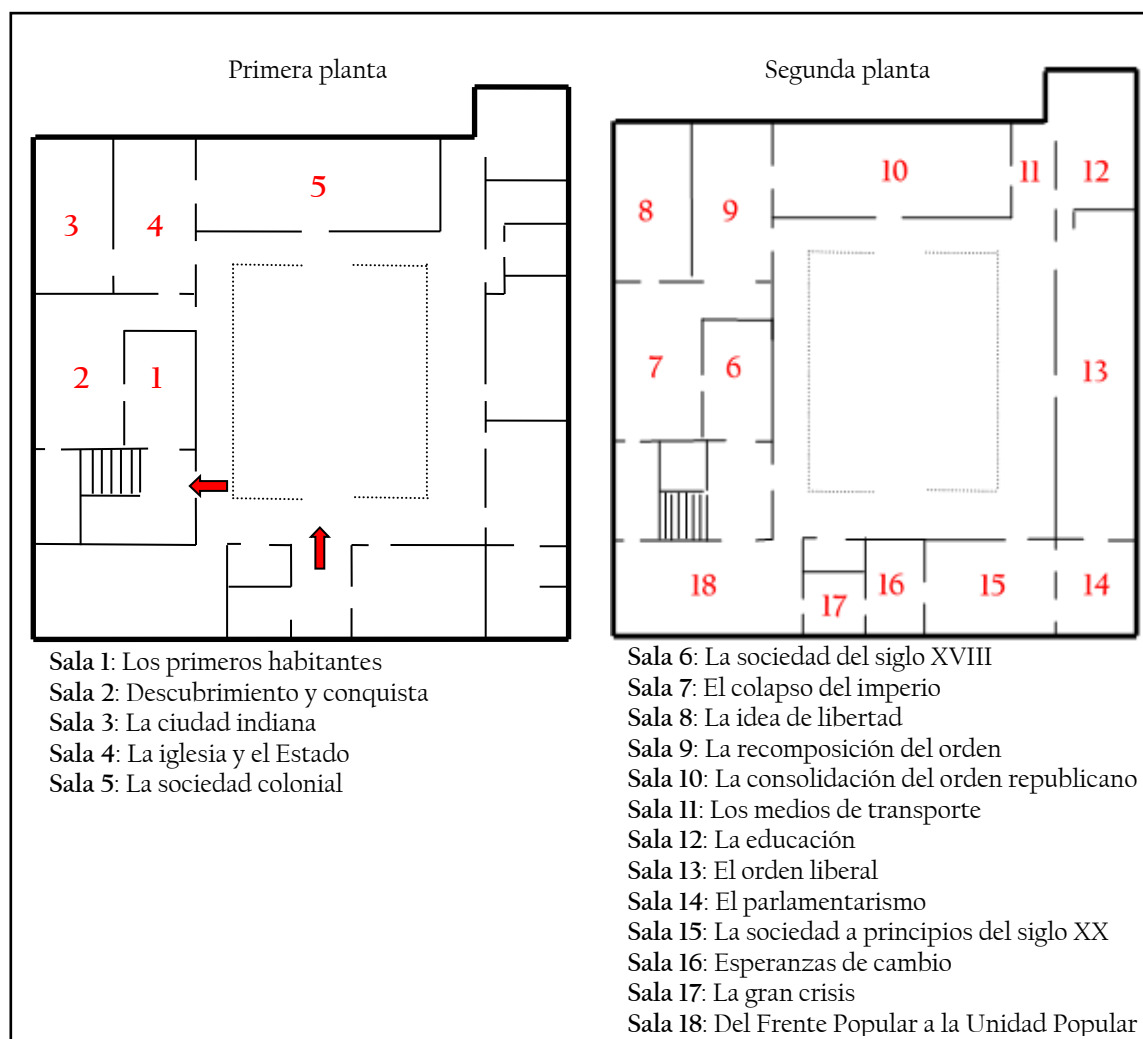 Primera planta
Segunda planta
3
4
5
2
1
8
9
10
11
12
7
6
13
18
17
16
15
14
Sala 1: Los primeros habitantes
Sala 2: Descubrimiento y conquista
Sala 3: La ciudad indiana
Sala 4: La iglesia y el Estado
Sala 5: La sociedad colonial
Sala 6: La sociedad del siglo XVIII
Sala 7: El colapso del imperio
Sala 8: La idea de libertad
Sala 9: La recomposición del orden
Sala 10: La consolidación del orden republicano
Sala 11: Los medios de transporte
Sala 12: La educación
Sala 13: El orden liberal
Sala 14: El parlamentarismo
Sala 15: La sociedad a principios del siglo XX
Sala 16: Esperanzas de cambio
Sala 17: La gran crisis
Sala 18: Del Frente Popular a la Unidad Popular